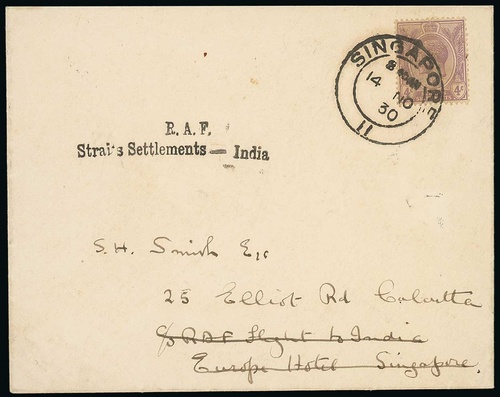 SINGAPORE
14 NO
30
11
4c
R. A. F.
Straits Settlements — India
S. H. Smith Esq
25 Elliot Rd Calcutta
c/o RAF flight to India
Europe Hotel Singapore.